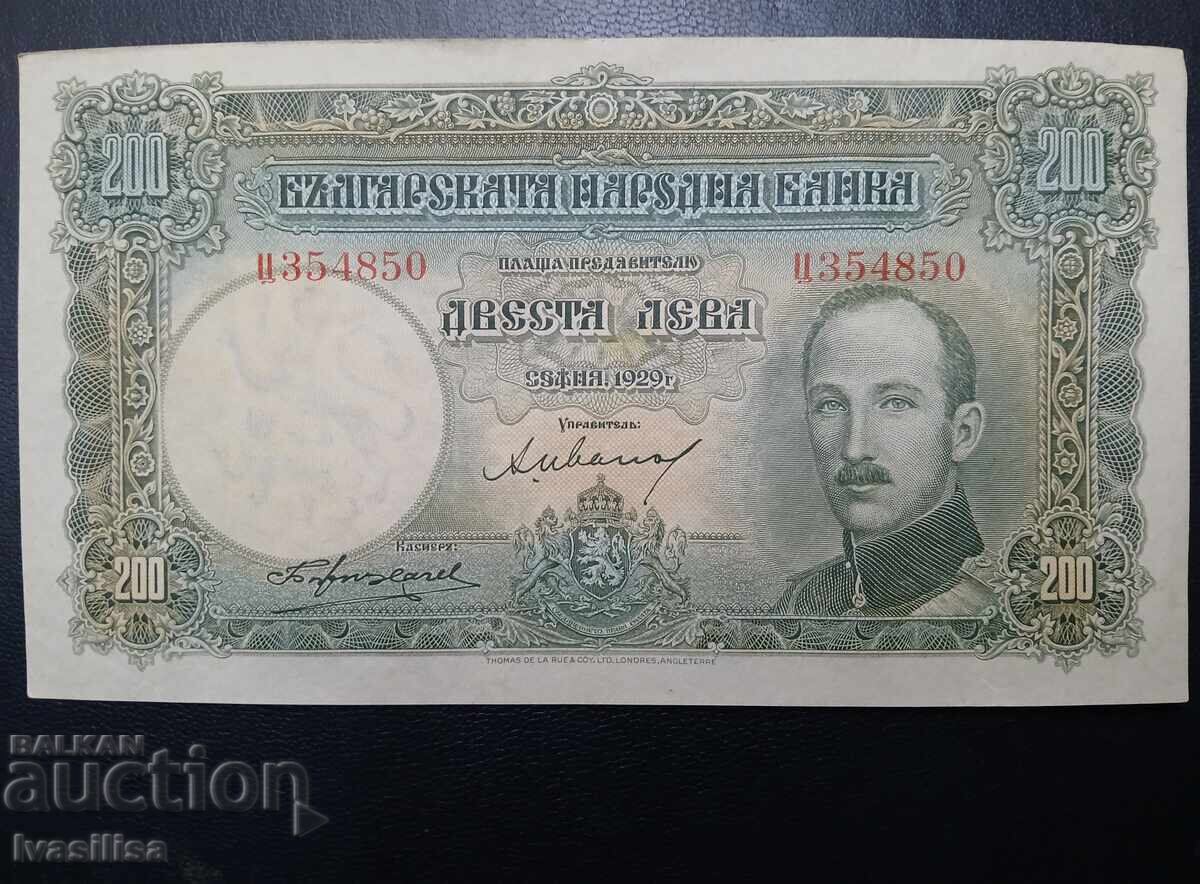 200 200
БЪЛГАРСКАТА НАРОДНА БАНКА
Ц354850 Ц354850
ПЛАЩА ПРЕДЯВИТЕЛЮ
ДВЕСТА ЛЕВА
СОФИЯ, 1929г.
Управитель:
Касиеръ:
200 200
THOMAS DE LA RUE & COY. LTD. LONDRES, ANGLETERRE
BALKAN
auction
Ivasilisa